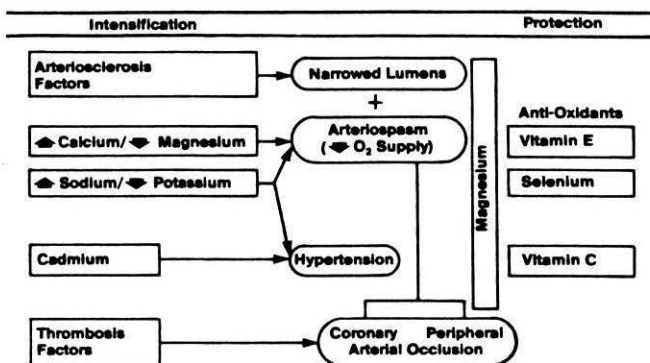 Intensification
Protection
Arteriosclerosis
Factors
Narrowed Lumens
+
Anti-Oxidants
🡅 Calcium/🡇 Magnesium
Arteriospasm
(🡇 O₂ Supply)
Vitamin E
🡅 Sodium/🡇 Potassium
Selenium
Magnesium
Cadmium
Hypertension
Vitamin C
Thrombosis
Factors
Coronary Peripheral
Arterial Occlusion